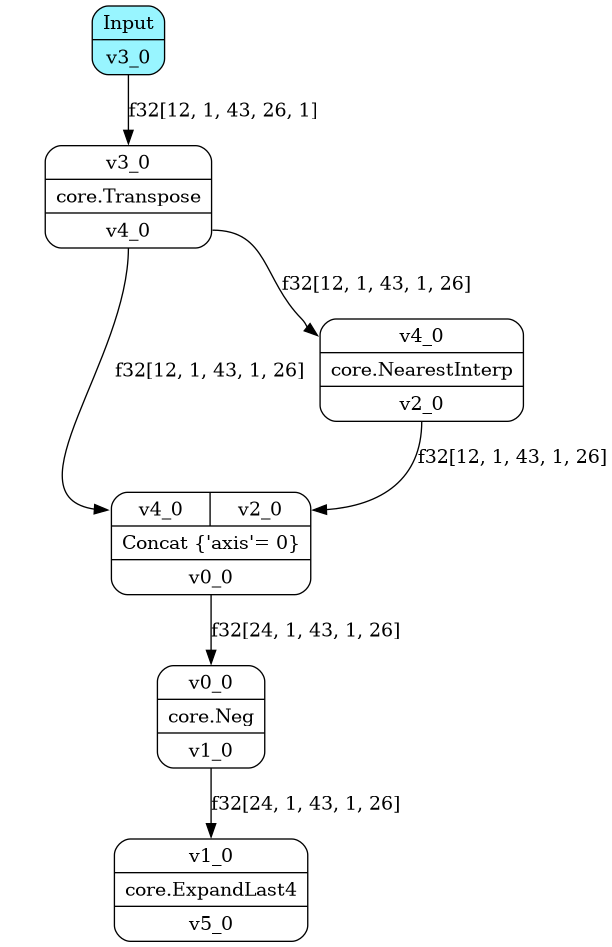 Input
v3_0
f32[12, 1, 43, 26, 1]
v3_0
core.Transpose
v4_0
f32[12, 1, 43, 1, 26]
v4_0
core.NearestInterp
v2_0
f32[12, 1, 43, 1, 26]
f32[12, 1, 43, 1, 26]
v4_0 v2_0
Concat {'axis'= 0}
v0_0
f32[24, 1, 43, 1, 26]
v0_0
core.Neg
v1_0
f32[24, 1, 43, 1, 26]
v1_0
core.ExpandLast4
v5_0